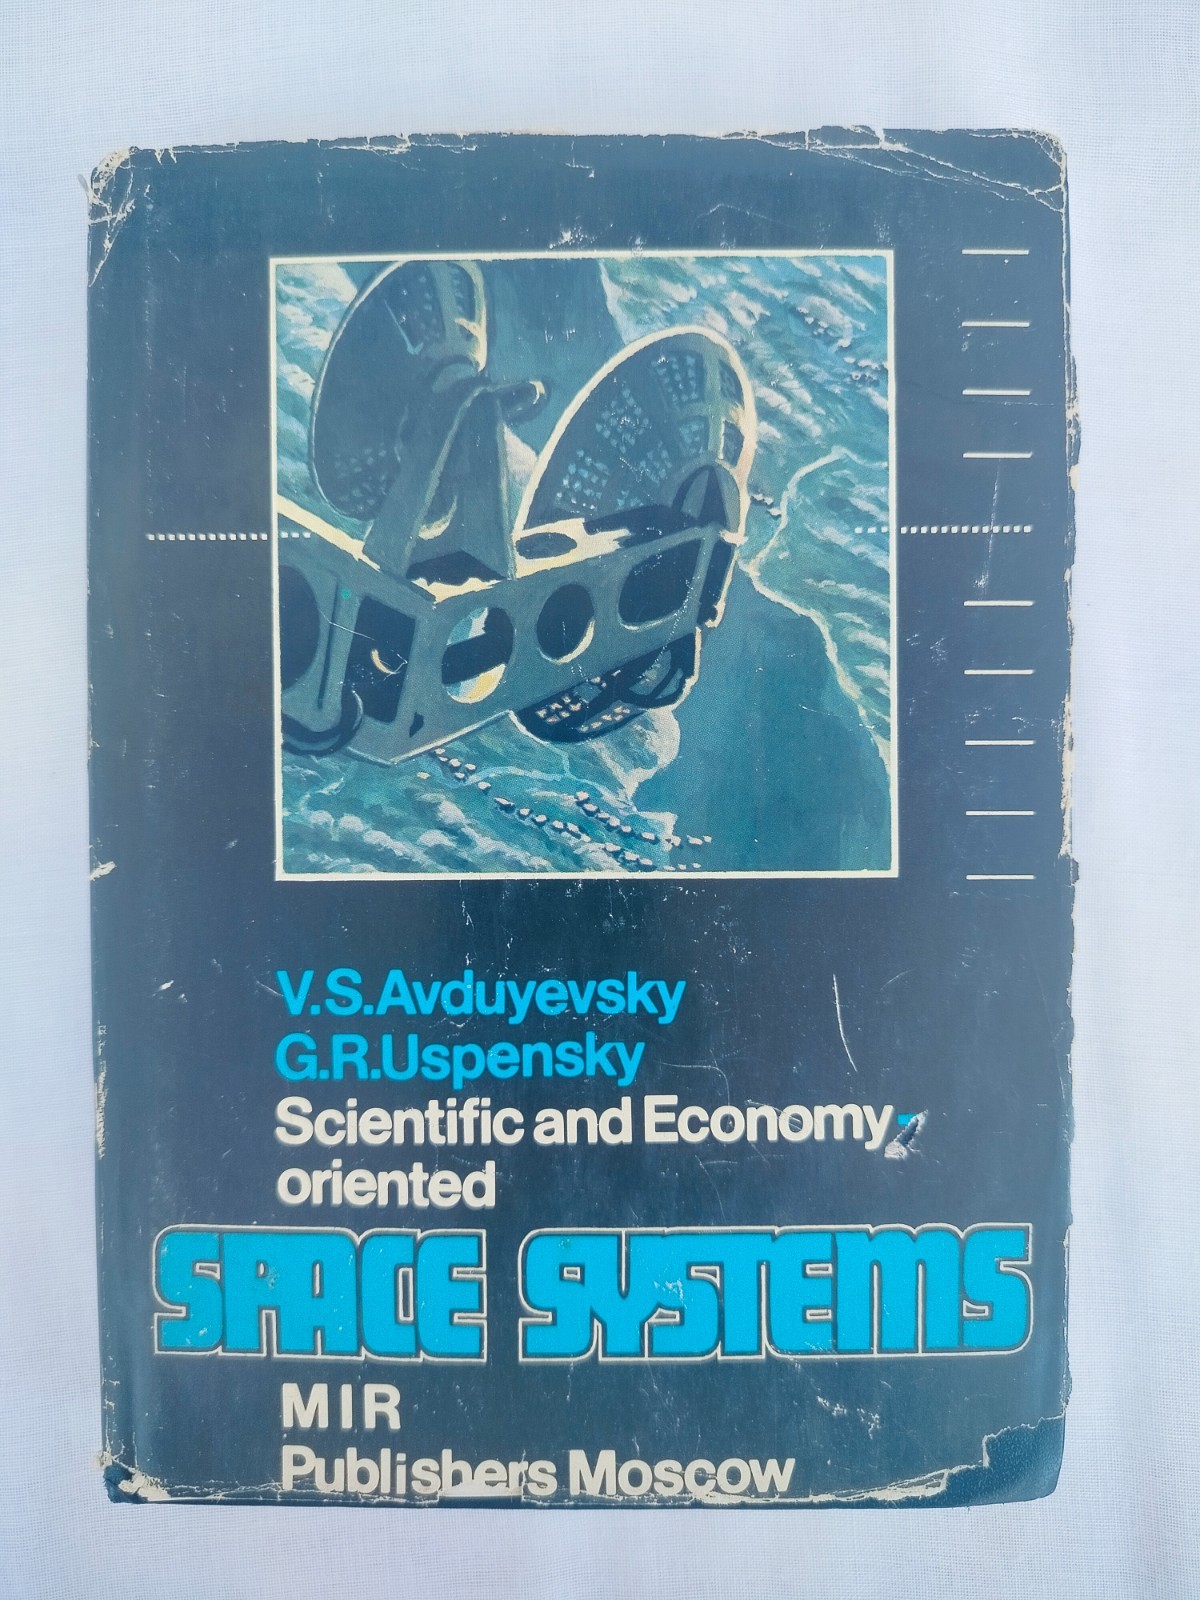 V.S.Avduyevsky
G.R.Uspensky
Scientific and Economy-
oriented
SPACE SYSTEMS
MIR
Publishers Moscow